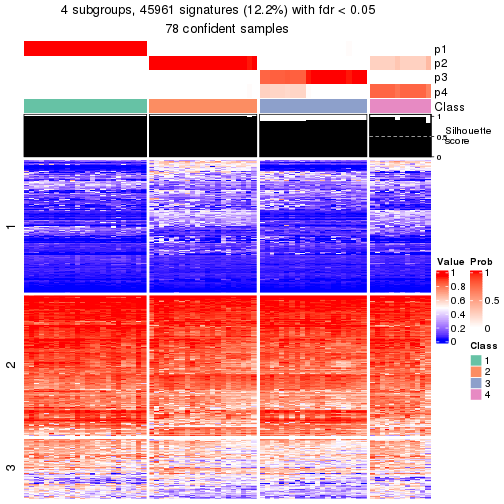 4 subgroups, 45961 signatures (12.2%) with fdr < 0.05
78 confident samples
p1
p2
p3
p4
Class
1
0.5
0
Silhouette
score
1
2
3
Value
1
0.8
0.6
0.4
0.2
0
Prob
1
0.5
0
Class
1
2
3
4